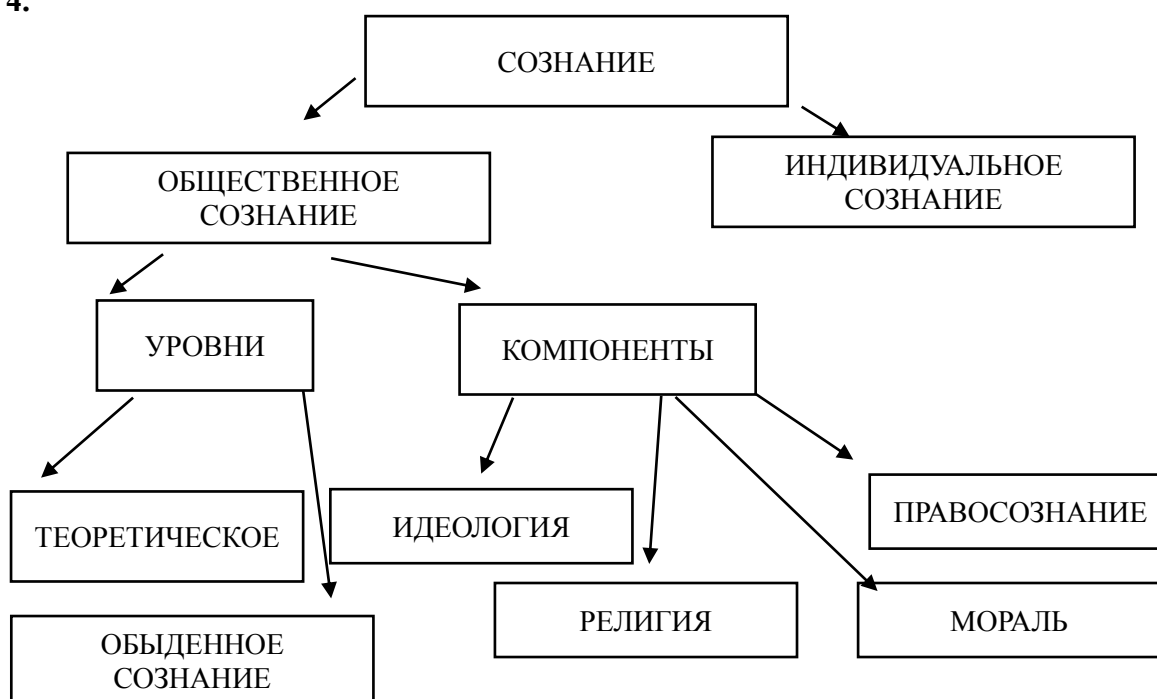 4.
СОЗНАНИЕ
ОБЩЕСТВЕННОЕ
СОЗНАНИЕ
ИНДИВИДУАЛЬНОЕ
СОЗНАНИЕ
УРОВНИ
КОМПОНЕНТЫ
ТЕОРЕТИЧЕСКОЕ
ИДЕОЛОГИЯ
ПРАВОСОЗНАНИЕ
ОБЫДЕННОЕ
СОЗНАНИЕ
РЕЛИГИЯ
МОРАЛЬ